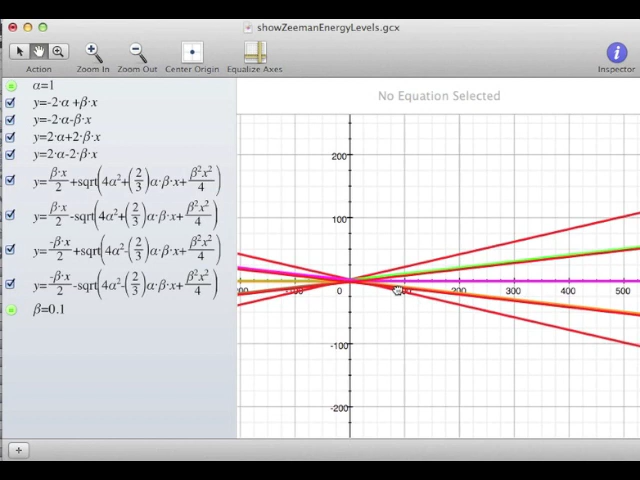 showZeemanEnergyLevels.gcx
Action Zoom In Zoom Out Center Origin Equalize Axes Inspector
No Equation Selected
α=1
y=-2·α+β·x
y=-2·α-β·x
y=2·α+2·β·x
y=2·α-2·β·x
y=β·x/2+sqrt(4α²+(2/3)α·β·x+β²x²/4)
y=β·x/2-sqrt(4α²+(2/3)α·β·x+β²x²/4)
y=-β·x/2+sqrt(4α²-(2/3)α·β·x+β²x²/4)
y=-β·x/2-sqrt(4α²-(2/3)α·β·x+β²x²/4)
β=0.1
200
100
0 200 300 400 500
-100
-200